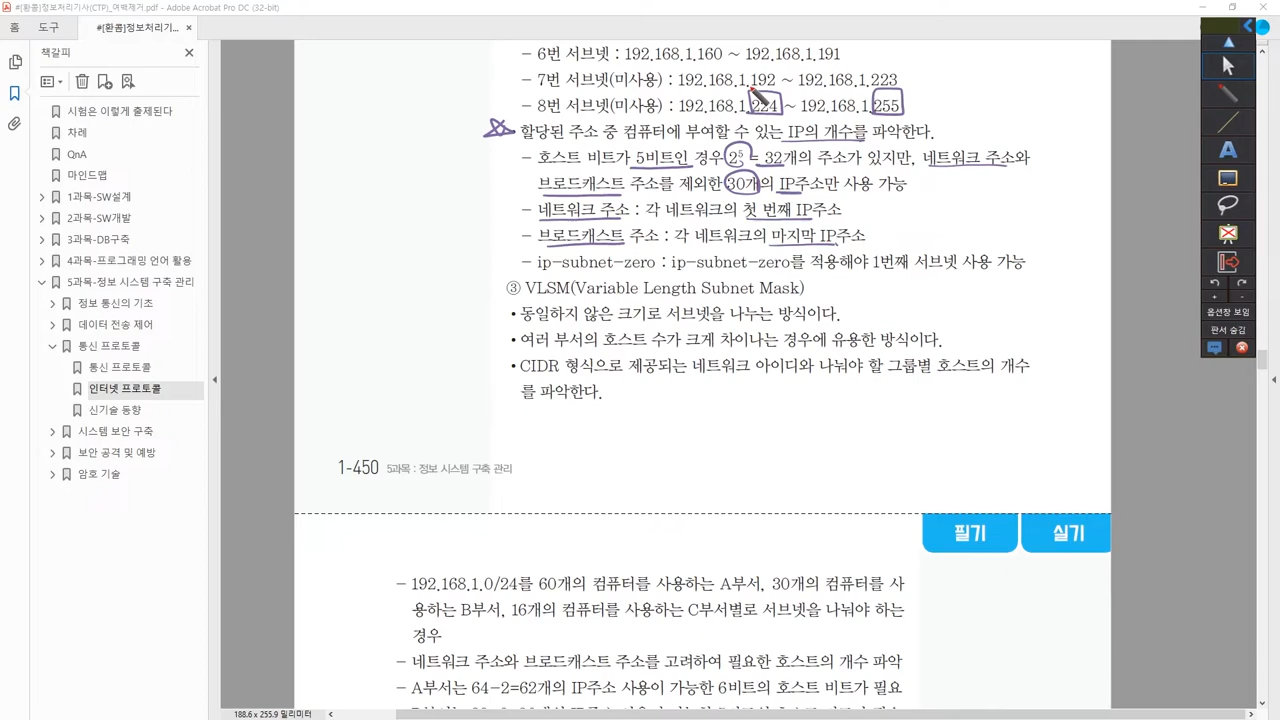 #[환콩]정보처리기사(CTP)_여백제거.pdf - Adobe Acrobat Pro DC (32-bit)
홈 도구 #[환콩]정보처리기... ×
책갈피
시험은 이렇게 출제된다
차례
QnA
마인드맵
1과목-SW설계
2과목-SW개발
3과목-DB구축
4과목-프로그래밍 언어 활용
5과목-정보 시스템 구축 관리
정보 통신의 기초
데이터 전송 제어
통신 프로토콜
통신 프로토콜
인터넷 프로토콜
신기술 동향
시스템 보안 구축
보안 공격 및 예방
암호 기술
- 6번 서브넷 : 192.168.1.160 ~ 192.168.1.191
- 7번 서브넷(미사용) : 192.168.1.192 ~ 192.168.1.223
- 8번 서브넷(미사용) : 192.168.1.224 ~ 192.168.1.255
• 할당된 주소 중 컴퓨터에 부여할 수 있는 IP의 개수를 파악한다.
- 호스트 비트가 5비트인 경우 2⁵ = 32개의 주소가 있지만, 네트워크 주소와
브로드캐스트 주소를 제외한 30개의 IP주소만 사용 가능
- 네트워크 주소 : 각 네트워크의 첫 번째 IP주소
- 브로드캐스트 주소 : 각 네트워크의 마지막 IP주소
- ip-subnet-zero : ip-subnet-zero를 적용해야 1번째 서브넷 사용 가능
③ VLSM(Variable Length Subnet Mask)
• 동일하지 않은 크기로 서브넷을 나누는 방식이다.
• 여러 부서의 호스트 수가 크게 차이나는 경우에 유용한 방식이다.
• CIDR 형식으로 제공되는 네트워크 아이디와 나눠야 할 그룹별 호스트의 개수
를 파악한다.
1-450 5과목 : 정보 시스템 구축 관리
필기 실기
- 192.168.1.0/24를 60개의 컴퓨터를 사용하는 A부서, 30개의 컴퓨터를 사
용하는 B부서, 16개의 컴퓨터를 사용하는 C부서별로 서브넷을 나눠야 하는
경우
- 네트워크 주소와 브로드캐스트 주소를 고려하여 필요한 호스트의 개수 파악
- A부서는 64-2=62개의 IP주소 사용이 가능한 6비트의 호스트 비트가 필요
188.6 x 255.9 밀리미터
A
옵션창 보임
판서 숨김